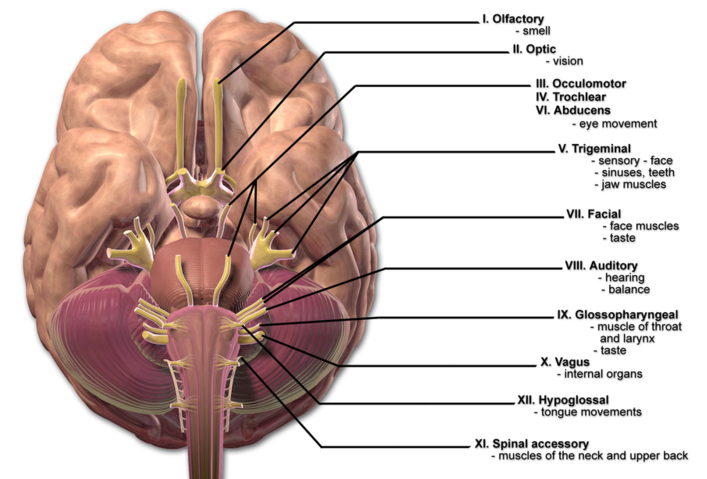 I. Olfactory
- smell
II. Optic
- vision
III. Occulomotor
IV. Trochlear
VI. Abducens
- eye movement
V. Trigeminal
- sensory - face
- sinuses, teeth
- jaw muscles
VII. Facial
- face muscles
- taste
VIII. Auditory
- hearing
- balance
IX. Glossopharyngeal
- muscle of throat
and larynx
- taste
X. Vagus
- internal organs
XII. Hypoglossal
- tongue movements
XI. Spinal accessory
- muscles of the neck and upper back